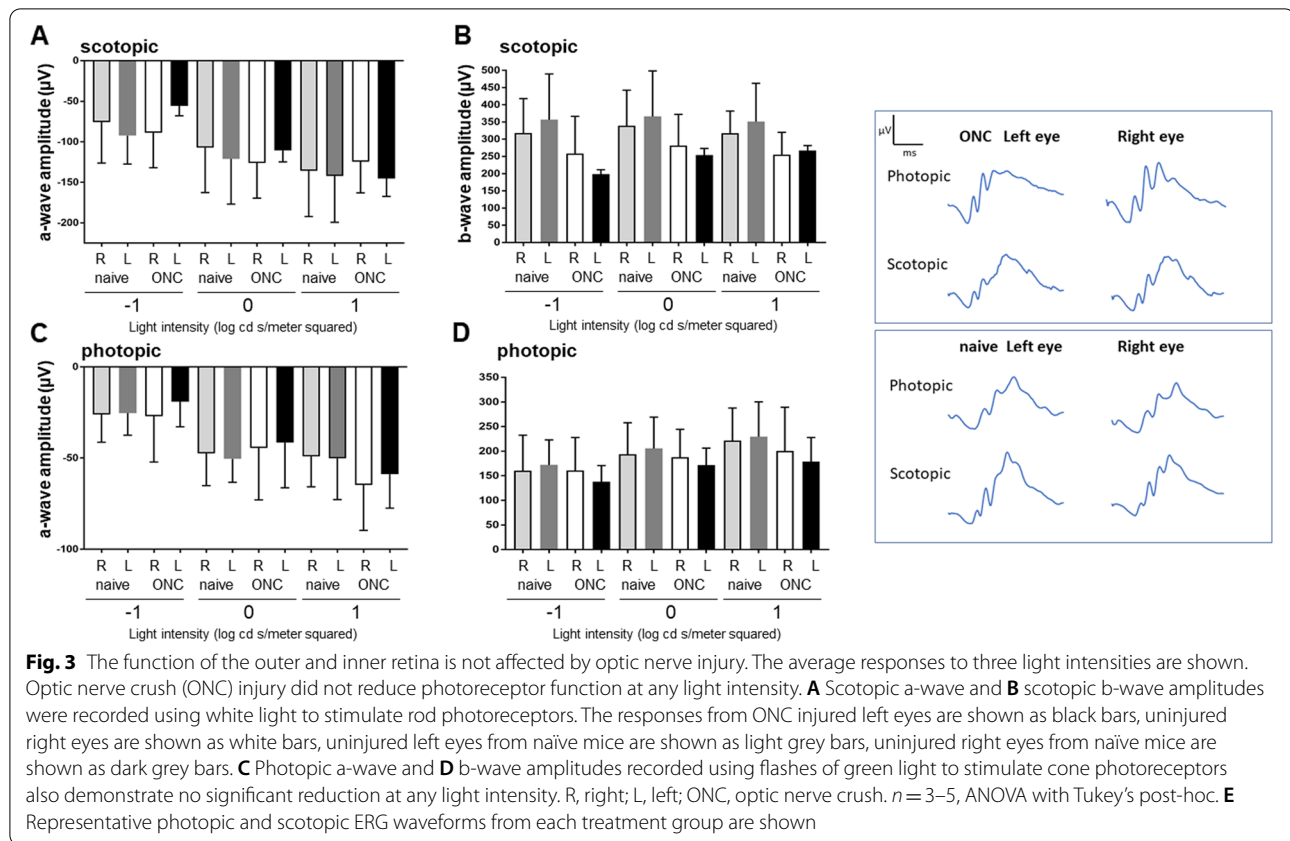 A scotopic
a-wave amplitude (µV)
0
-50
-100
-150
-200
R L R L R L R L R L R L
naive ONC naive ONC naive ONC
-1 0 1
Light intensity (log cd s/meter squared)
B scotopic
b-wave amplitude (µV)
500
450
400
350
300
250
200
150
100
50
0
R L R L R L R L R L R L
naive ONC naive ONC naive ONC
-1 0 1
Light intensity (log cd s/meter squared)
µV
ms
ONC Left eye Right eye
Photopic
Scotopic
naive Left eye Right eye
Photopic
Scotopic
C photopic
a-wave amplitude (µV)
0
-50
-100
R L R L R L R L R L R L
naive ONC naive ONC naive ONC
-1 0 1
Light intensity (log cd s/meter squared)
D photopic
350
300
250
200
150
100
50
0
R L R L R L R L R L R L
naive ONC naive ONC naive ONC
-1 0 1
Light intensity (log cd s/meter squared)
Fig. 3 The function of the outer and inner retina is not affected by optic nerve injury. The average responses to three light intensities are shown.
Optic nerve crush (ONC) injury did not reduce photoreceptor function at any light intensity. A Scotopic a-wave and B scotopic b-wave amplitudes
were recorded using white light to stimulate rod photoreceptors. The responses from ONC injured left eyes are shown as black bars, uninjured
right eyes are shown as white bars, uninjured left eyes from naïve mice are shown as light grey bars, uninjured right eyes from naïve mice are
shown as dark grey bars. C Photopic a-wave and D b-wave amplitudes recorded using flashes of green light to stimulate cone photoreceptors
also demonstrate no significant reduction at any light intensity. R, right; L, left; ONC, optic nerve crush. n = 3–5, ANOVA with Tukey's post-hoc. E
Representative photopic and scotopic ERG waveforms from each treatment group are shown